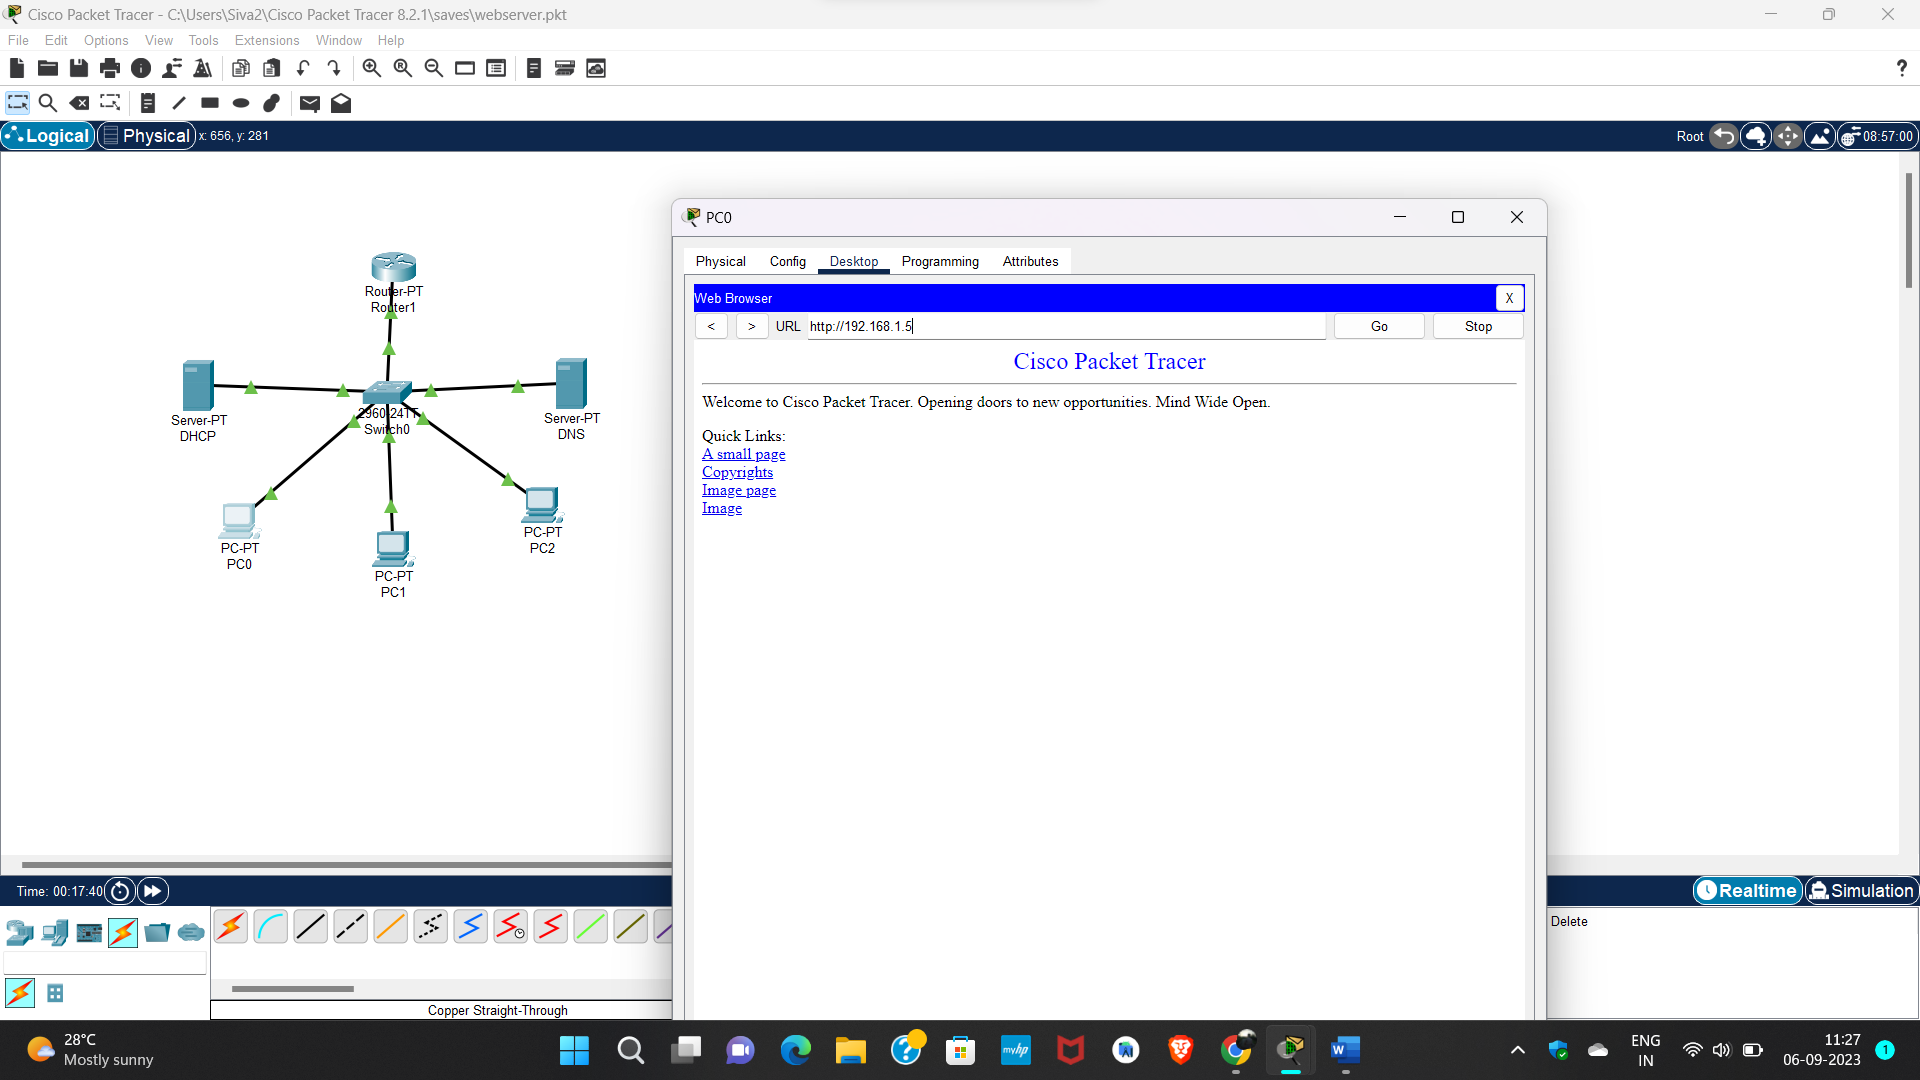 Cisco Packet Tracer - C:\Users\Siva2\Cisco Packet Tracer 8.2.1\saves\webserver.pkt
File Edit Options View Tools Extensions Window Help
?
Logical Physical x: 656, y: 281 Root 08:57:00
PC0
Physical Config Desktop Programming Attributes
Web Browser X
< > URL http://192.168.1.5 Go Stop
Cisco Packet Tracer
Welcome to Cisco Packet Tracer. Opening doors to new opportunities. Mind Wide Open.
Quick Links:
A small page
Copyrights
Image page
Image
Router-PT
Router1
Server-PT
DHCP
2960-24TT
Switch0
Server-PT
DNS
PC-PT
PC0
PC-PT
PC1
PC-PT
PC2
Time: 00:17:40 Realtime Simulation
Delete
Copper Straight-Through
28°C
Mostly sunny
myhp
W
ENG
IN
11:27
06-09-2023
1